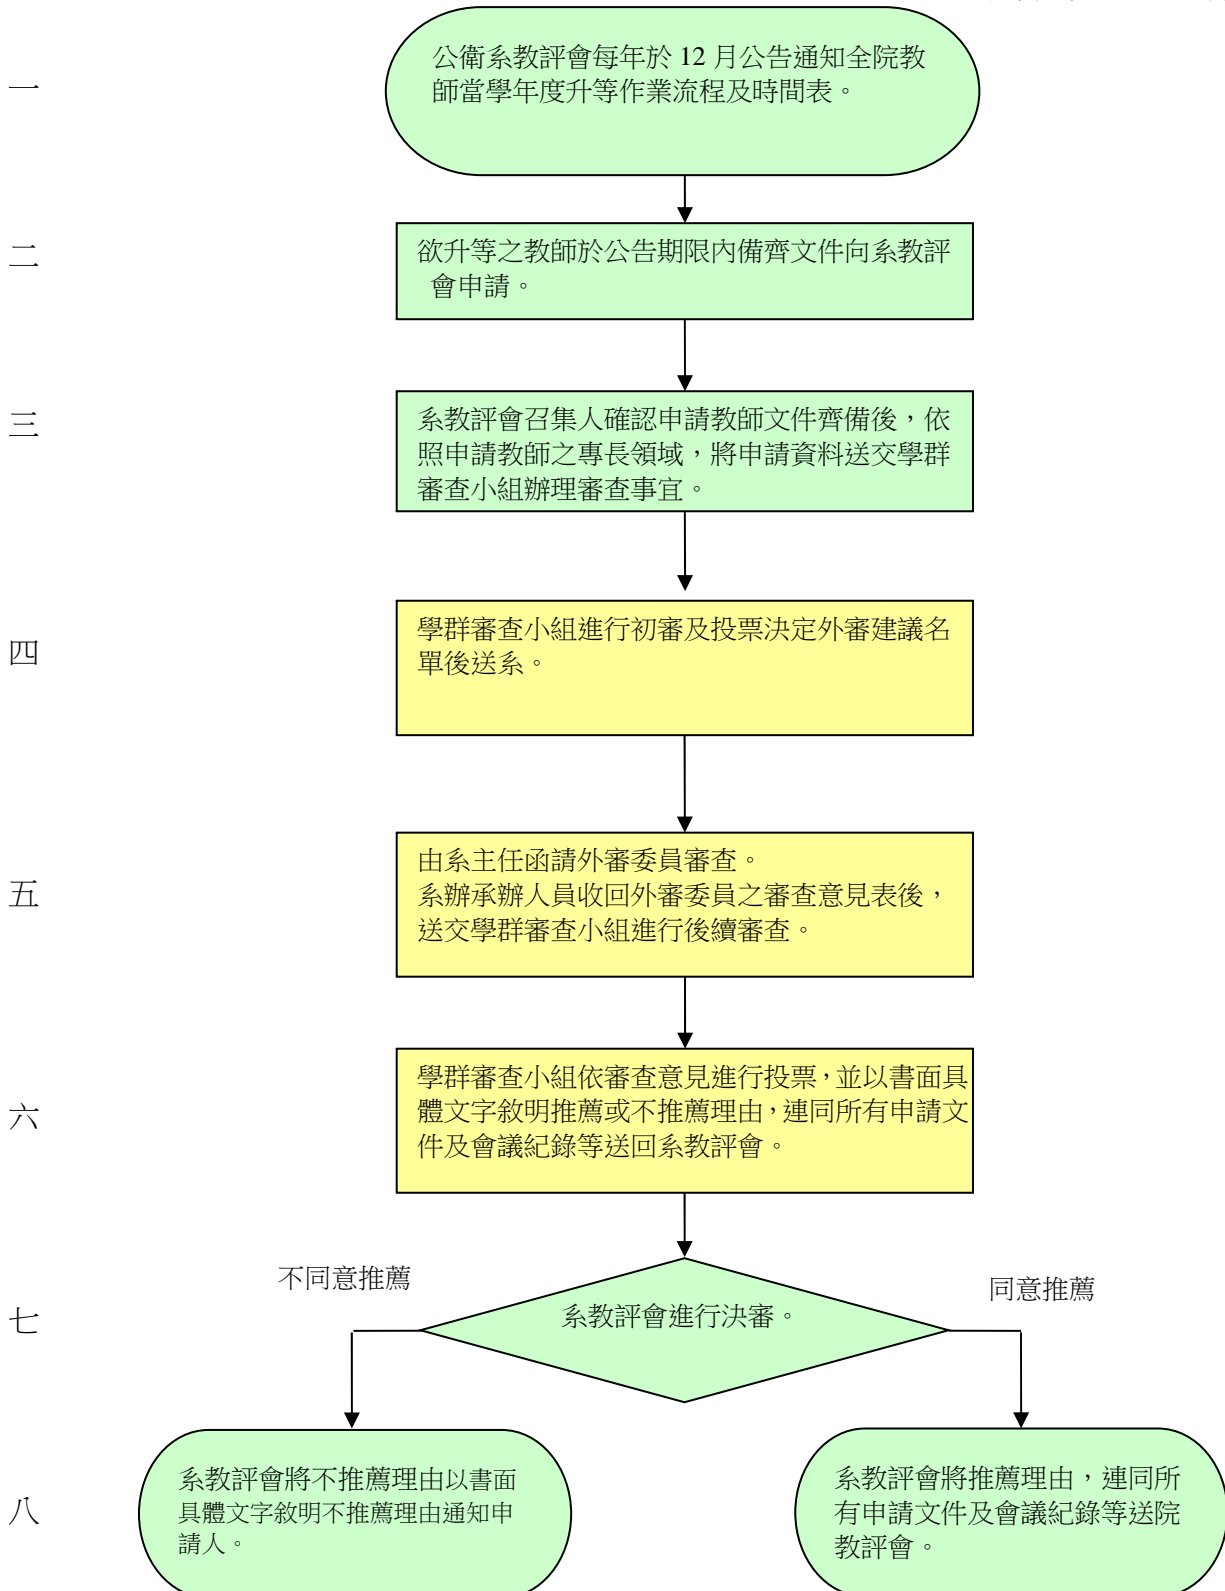 一
公衛系教評會每年於 12 月公告通知全院教
師當學年度升等作業流程及時間表。
二
欲升等之教師於公告期限內備齊文件向系教評
會申請。
三
系教評會召集人確認申請教師文件齊備後，依
照申請教師之專長領域，將申請資料送交學群
審查小組辦理審查事宜。
四
學群審查小組進行初審及投票決定外審建議名
單後送系。
五
由系主任函請外審委員審查。
系辦承辦人員收回外審委員之審查意見表後，
送交學群審查小組進行後續審查。
六
學群審查小組依審查意見進行投票，並以書面具
體文字敘明推薦或不推薦理由，連同所有申請文
件及會議紀錄等送回系教評會。
不同意推薦
同意推薦
七
系教評會進行決審。
八
系教評會將不推薦理由以書面
具體文字敘明不推薦理由通知申
請人。
系教評會將推薦理由，連同所
有申請文件及會議紀錄等送院
教評會。